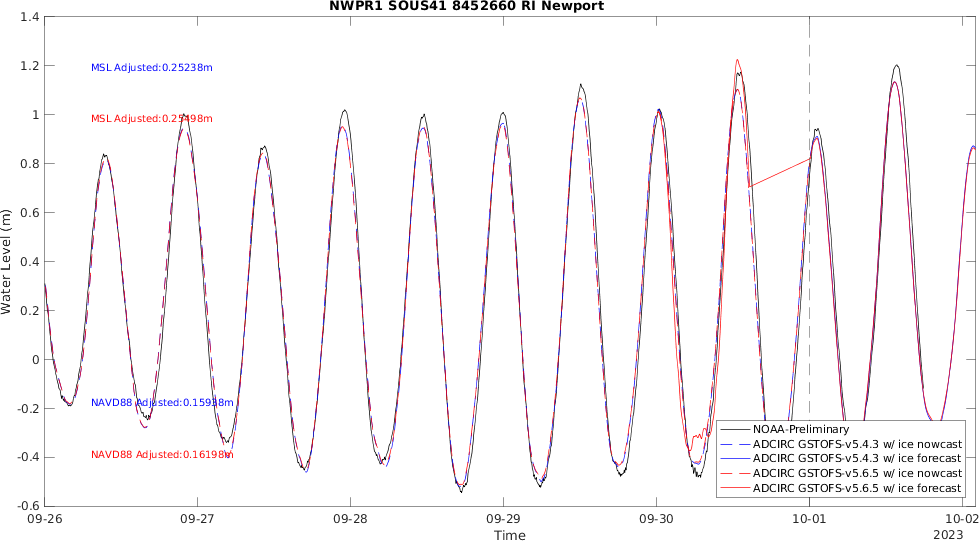 NWPR1 SOUS41 8452660 RI Newport
1.4
1.2
1
0.8
0.6
0.4
0.2
0
-0.2
-0.4
-0.6
Water Level (m)
MSL Adjusted:0.25238m
MSL Adjusted:0.25498m
NAVD88 Adjusted:0.15938m
NAVD88 Adjusted:0.16198m
NOAA-Preliminary
ADCIRC GSTOFS-v5.4.3 w/ ice nowcast
ADCIRC GSTOFS-v5.4.3 w/ ice forecast
ADCIRC GSTOFS-v5.6.5 w/ ice nowcast
ADCIRC GSTOFS-v5.6.5 w/ ice forecast
09-26 09-27 09-28 09-29 09-30 10-01 10-02
Time
2023